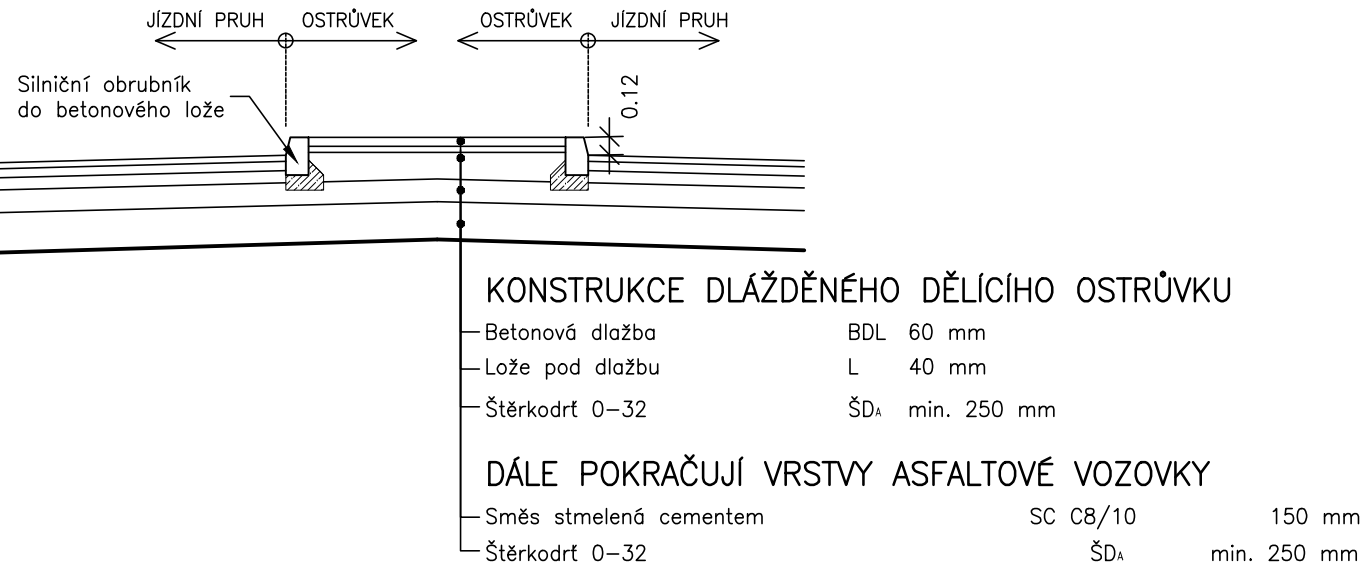 JÍZDNÍ PRUH OSTRŮVEK OSTRŮVEK JÍZDNÍ PRUH
Silniční obrubník
do betonového lože
0.12
KONSTRUKCE DLÁŽDĚNÉHO DĚLÍCÍHO OSTRŮVKU
Betonová dlažba BDL 60 mm
Lože pod dlažbu L 40 mm
Štěrkodrť 0-32 ŠDA min. 250 mm
DÁLE POKRAČUJÍ VRSTVY ASFALTOVÉ VOZOVKY
Směs stmelená cementem SC C8/10 150 mm
Štěrkodrť 0-32 ŠDA min. 250 mm